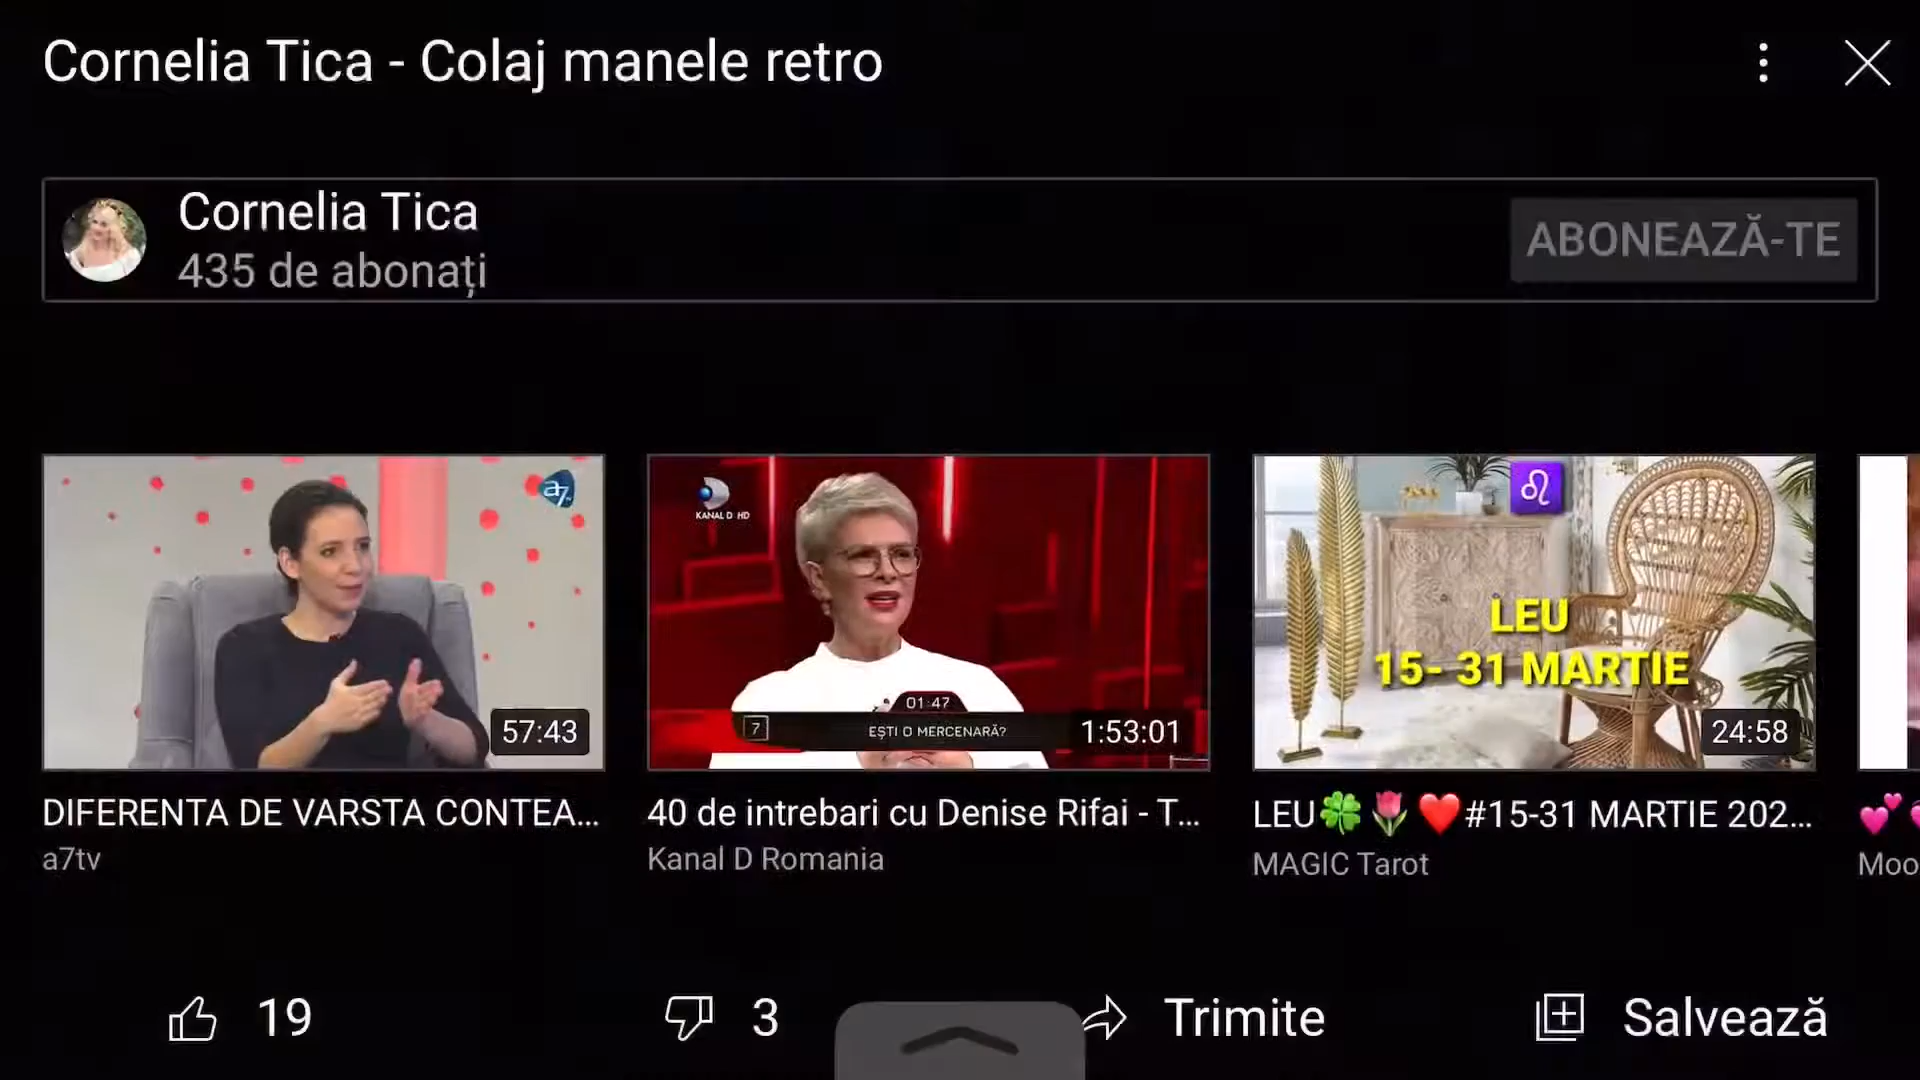 Cornelia Tica - Colaj manele retro
Cornelia Tica
435 de abonați
ABONEAZĂ-TE
a7
57:43
KANAL D HD
01:47
7
EȘTI O MERCENARĂ?
1:53:01
♌
LEU
15- 31 MARTIE
24:58
DIFERENTA DE VARSTA CONTEA...
a7tv
40 de intrebari cu Denise Rifai - T...
Kanal D Romania
LEU🍀🌷❤️#15-31 MARTIE 202...
MAGIC Tarot
💕
Moo
19
3
Trimite
Salvează